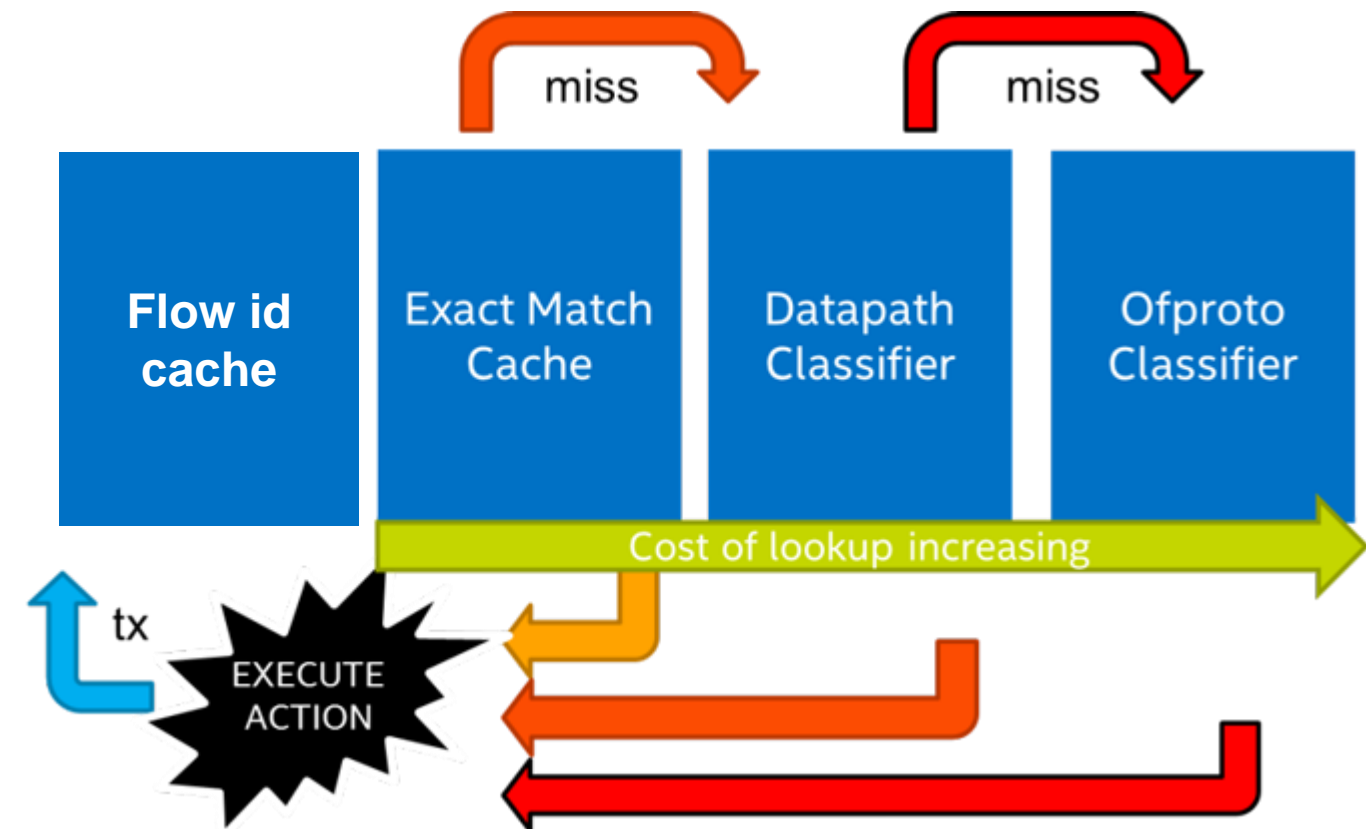 miss
miss
Flow id
cache
Exact Match
Cache
Datapath
Classifier
Ofproto
Classifier
Cost of lookup increasing
tx
EXECUTE
ACTION